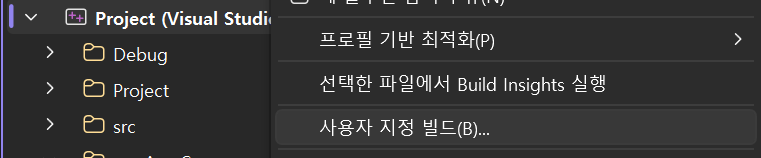 Project (Visual Studio
Debug
Project
src
프로필 기반 최적화(P)
선택한 파일에서 Build Insights 실행
사용자 지정 빌드(B)...